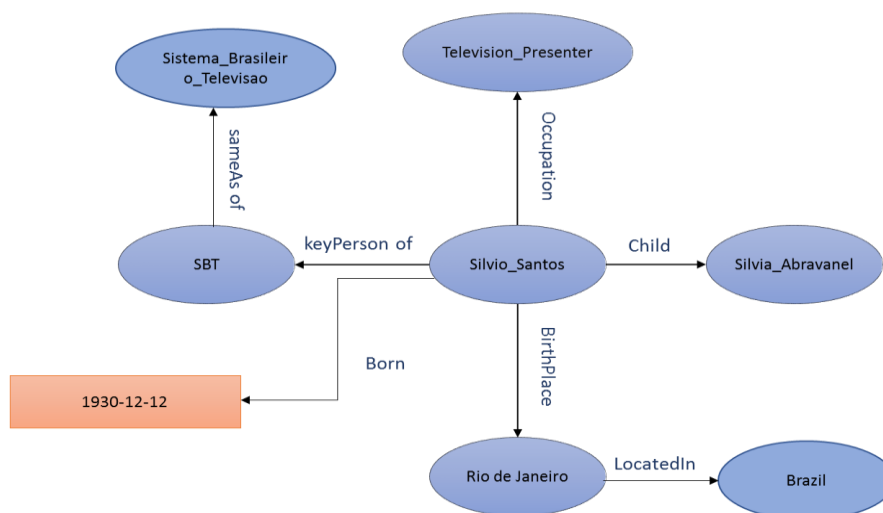 Sistema_Brasileir
o_Televisao
Television_Presenter
sameAs of
Occupation
keyPerson of
Child
SBT
Silvio_Santos
Silvia_Abravanel
Born
BirthPlace
1930-12-12
LocatedIn
Rio de Janeiro
Brazil